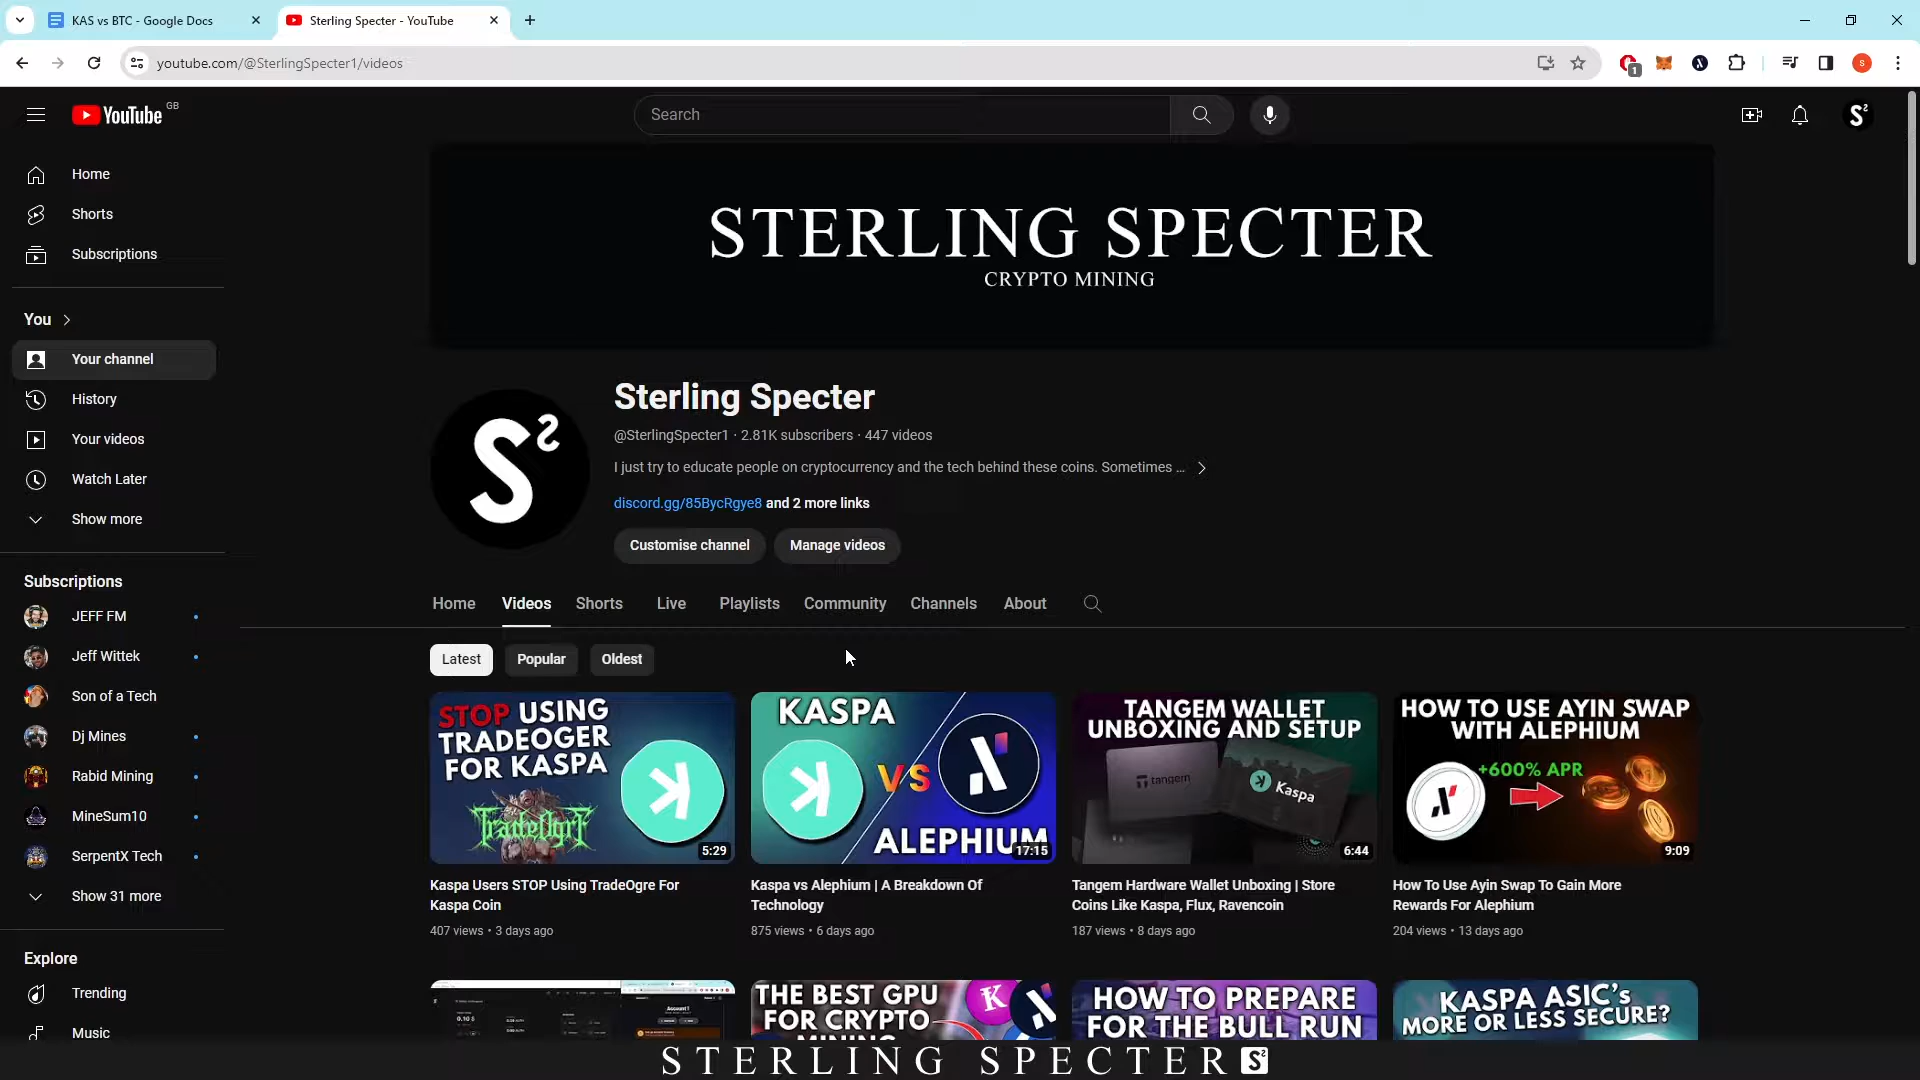 KAS vs BTC - Google Docs
Sterling Specter - YouTube
youtube.com/@SterlingSpecter1/videos
1
S
YouTube GB
Search
S²
Home
Shorts
Subscriptions
You
Your channel
History
Your videos
Watch Later
Show more
Subscriptions
JEFF FM
Jeff Wittek
Son of a Tech
Dj Mines
Rabid Mining
MineSum10
SerpentX Tech
Show 31 more
Explore
Trending
Music
STERLING SPECTER
CRYPTO MINING
S²
Sterling Specter
@SterlingSpecter1 · 2.81K subscribers · 447 videos
I just try to educate people on cryptocurrency and the tech behind these coins. Sometimes ...
discord.gg/85BycRgye8 and 2 more links
Customise channel
Manage videos
Home Videos Shorts Live Playlists Community Channels About
Latest Popular Oldest
STOP USING
TRADEOGER
FOR KASPA
TradeOgre
5:29
Kaspa Users STOP Using TradeOgre For
Kaspa Coin
407 views • 3 days ago
KASPA
VS
ALEPHIUM
17:15
Kaspa vs Alephium | A Breakdown Of
Technology
875 views • 6 days ago
TANGEM WALLET
UNBOXING AND SETUP
tangem
Kaspa
6:44
Tangem Hardware Wallet Unboxing | Store
Coins Like Kaspa, Flux, Ravencoin
187 views • 8 days ago
HOW TO USE AYIN SWAP
WITH ALEPHIUM
+600% APR
9:09
How To Use Ayin Swap To Gain More
Rewards For Alephium
204 views • 13 days ago
Account 1
THE BEST GPU
FOR CRYPTO
MINING
HOW TO PREPARE
FOR THE BULL RUN
KASPA ASIC's
MORE OR LESS SECURE?
STERLING SPECTER S²